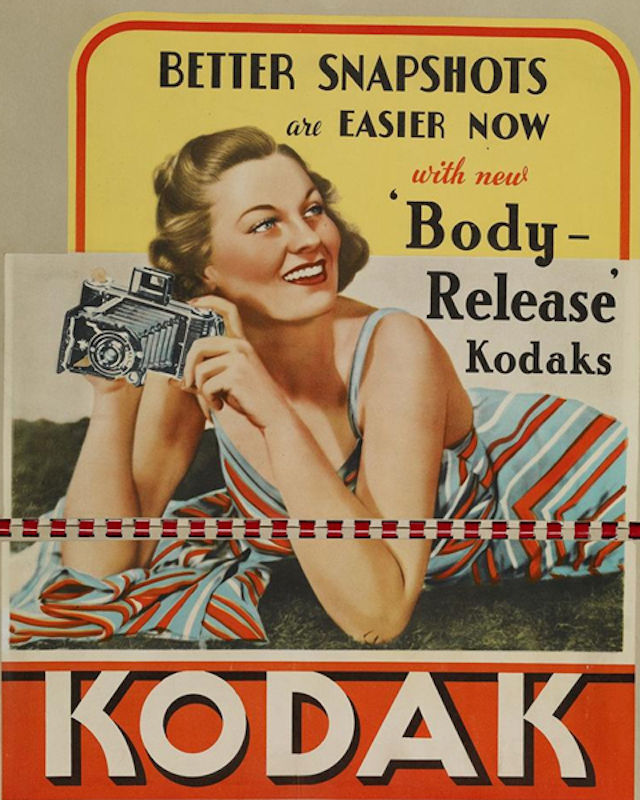 BETTER SNAPSHOTS
are EASIER NOW
with new
'Body-
Release'
Kodaks
KODAK